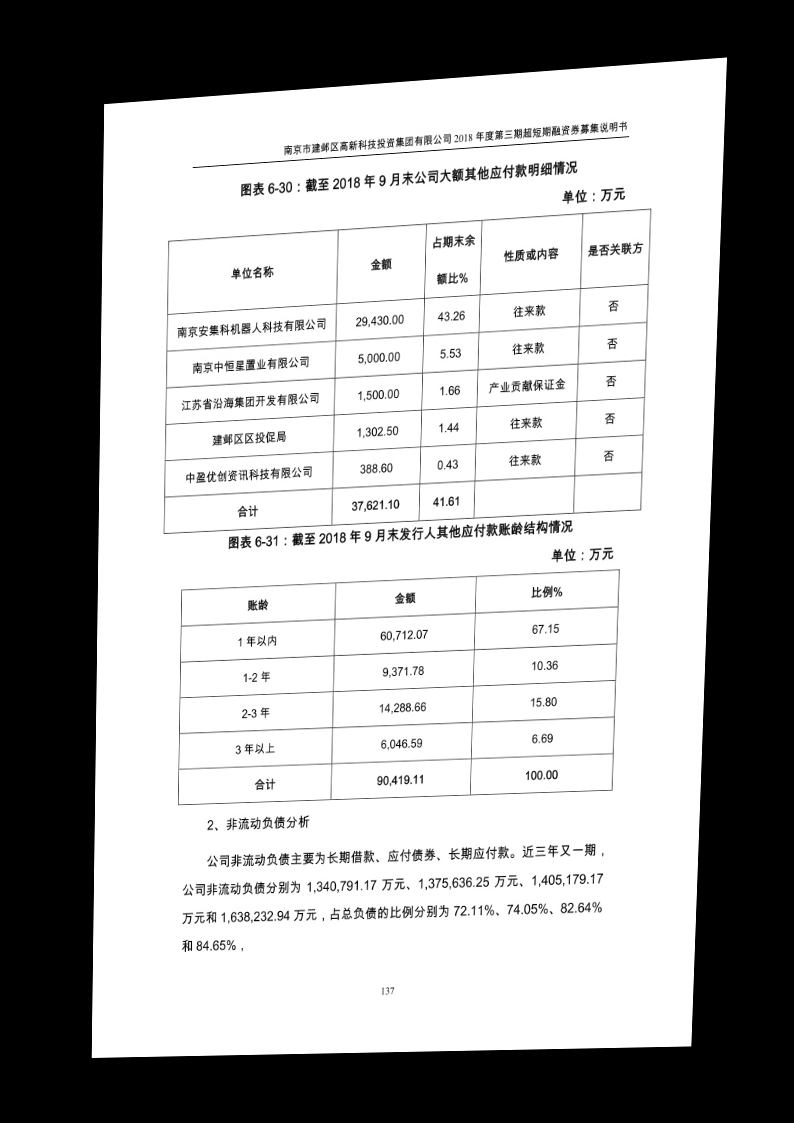 南京市建邺区高新科技投资集团有限公司 2018 年度第三期超短期融资券募集说明书
图表 6-30：截至 2018 年 9 月末公司大额其他应付款明细情况
单位：万元
单位名称 金额 占期末余额比% 性质或内容 是否关联方
南京安集科机器人科技有限公司 29,430.00 43.26 往来款 否
南京中恒星置业有限公司 5,000.00 5.53 往来款 否
江苏省沿海集团开发有限公司 1,500.00 1.66 产业贡献保证金 否
建邺区区投促局 1,302.50 1.44 往来款 否
中盈优创资讯科技有限公司 388.60 0.43 往来款 否
合计 37,621.10 41.61
图表 6-31：截至 2018 年 9 月末发行人其他应付款账龄结构情况
单位：万元
账龄 金额 比例%
1 年以内 60,712.07 67.15
1-2 年 9,371.78 10.36
2-3 年 14,288.66 15.80
3 年以上 6,046.59 6.69
合计 90,419.11 100.00
2、非流动负债分析
公司非流动负债主要为长期借款、应付债券、长期应付款。近三年又一期，
公司非流动负债分别为 1,340,791.17 万元、1,375,636.25 万元、1,405,179.17
万元和 1,638,232.94 万元，占总负债的比例分别为 72.11%、74.05%、82.64%
和 84.65%，
137